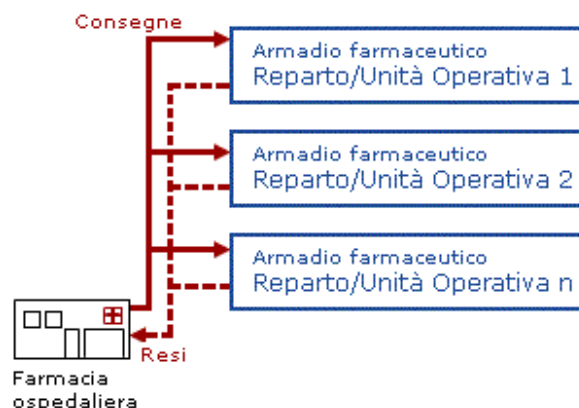 Consegne
Armadio farmaceutico
Reparto/Unità Operativa 1
Armadio farmaceutico
Reparto/Unità Operativa 2
Armadio farmaceutico
Reparto/Unità Operativa n
Resi
Farmacia
ospedaliera